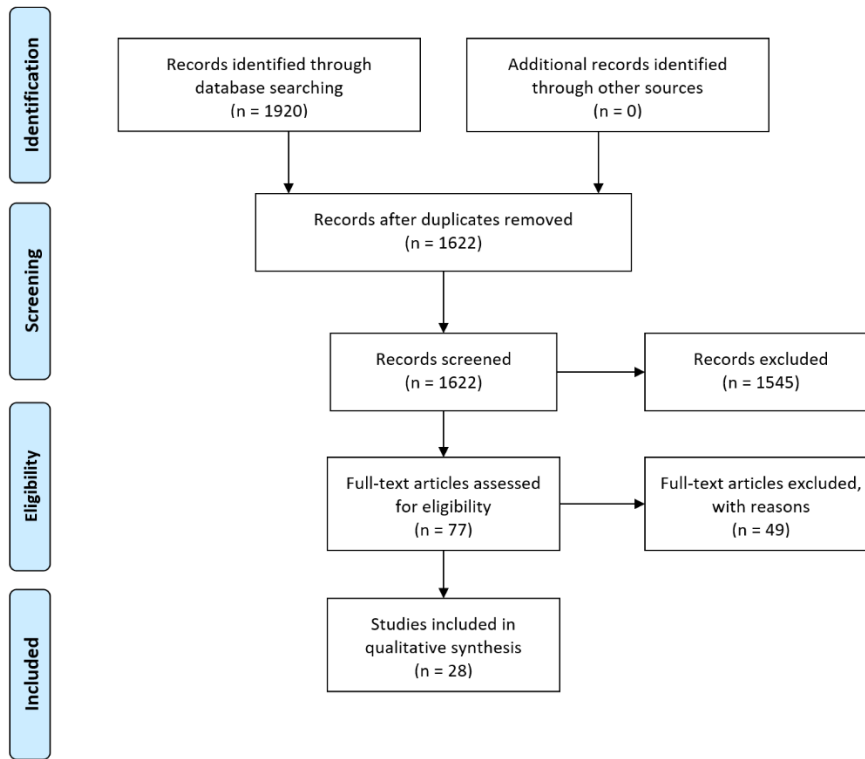 Identification
Records identified through
database searching
(n = 1920)
Additional records identified
through other sources
(n = 0)
Screening
Records after duplicates removed
(n = 1622)
Records screened
(n = 1622)
Records excluded
(n = 1545)
Eligibility
Full-text articles assessed
for eligibility
(n = 77)
Full-text articles excluded,
with reasons
(n = 49)
Included
Studies included in
qualitative synthesis
(n = 28)